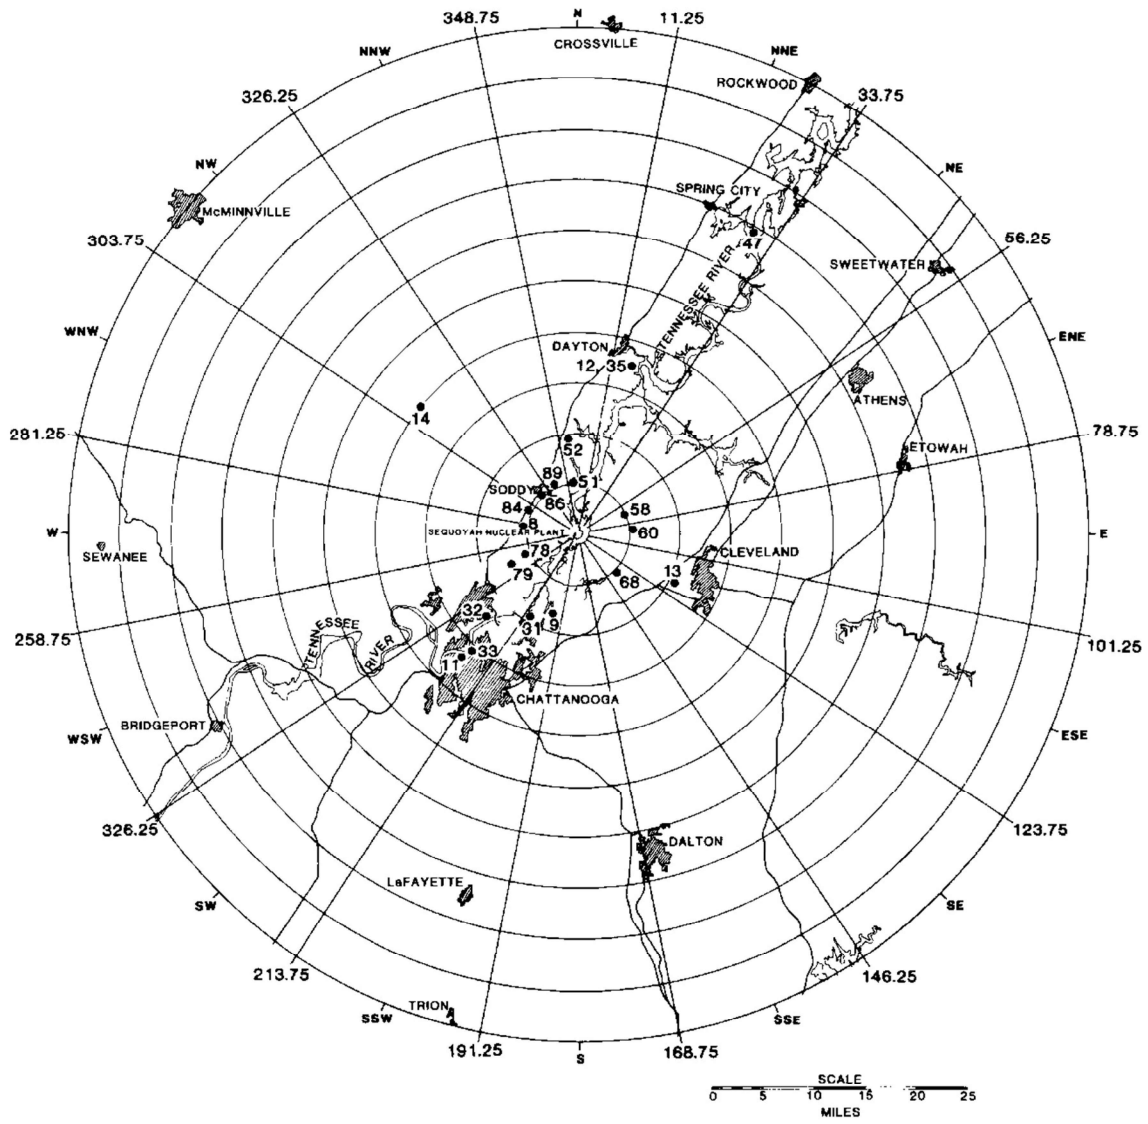 N
348.75
11.25
CROSSVILLE
NNW
NNE
ROCKWOOD
326.25
33.75
NW
NE
SPRING CITY
McMINNVILLE
47
303.75
56.25
SWEETWATER
TENNESSEE RIVER
WNW
ENE
DAYTON
12, 35
ATHENS
14
281.25
78.75
52
ETOWAH
89
51
SODDY
86
84
58
8
W
SEQUOYAH NUCLEAR PLANT
60
E
SEWANEE
78
CLEVELAND
79
13
68
32
31
9
258.75
TENNESSEE
RIVER
101.25
33
11
CHATTANOOGA
BRIDGEPORT
WSW
ESE
326.25
123.75
DALTON
LaFAYETTE
SW
SE
213.75
146.25
TRION
SSW
SSE
191.25
S
168.75
SCALE
0 5 10 15 20 25
MILES